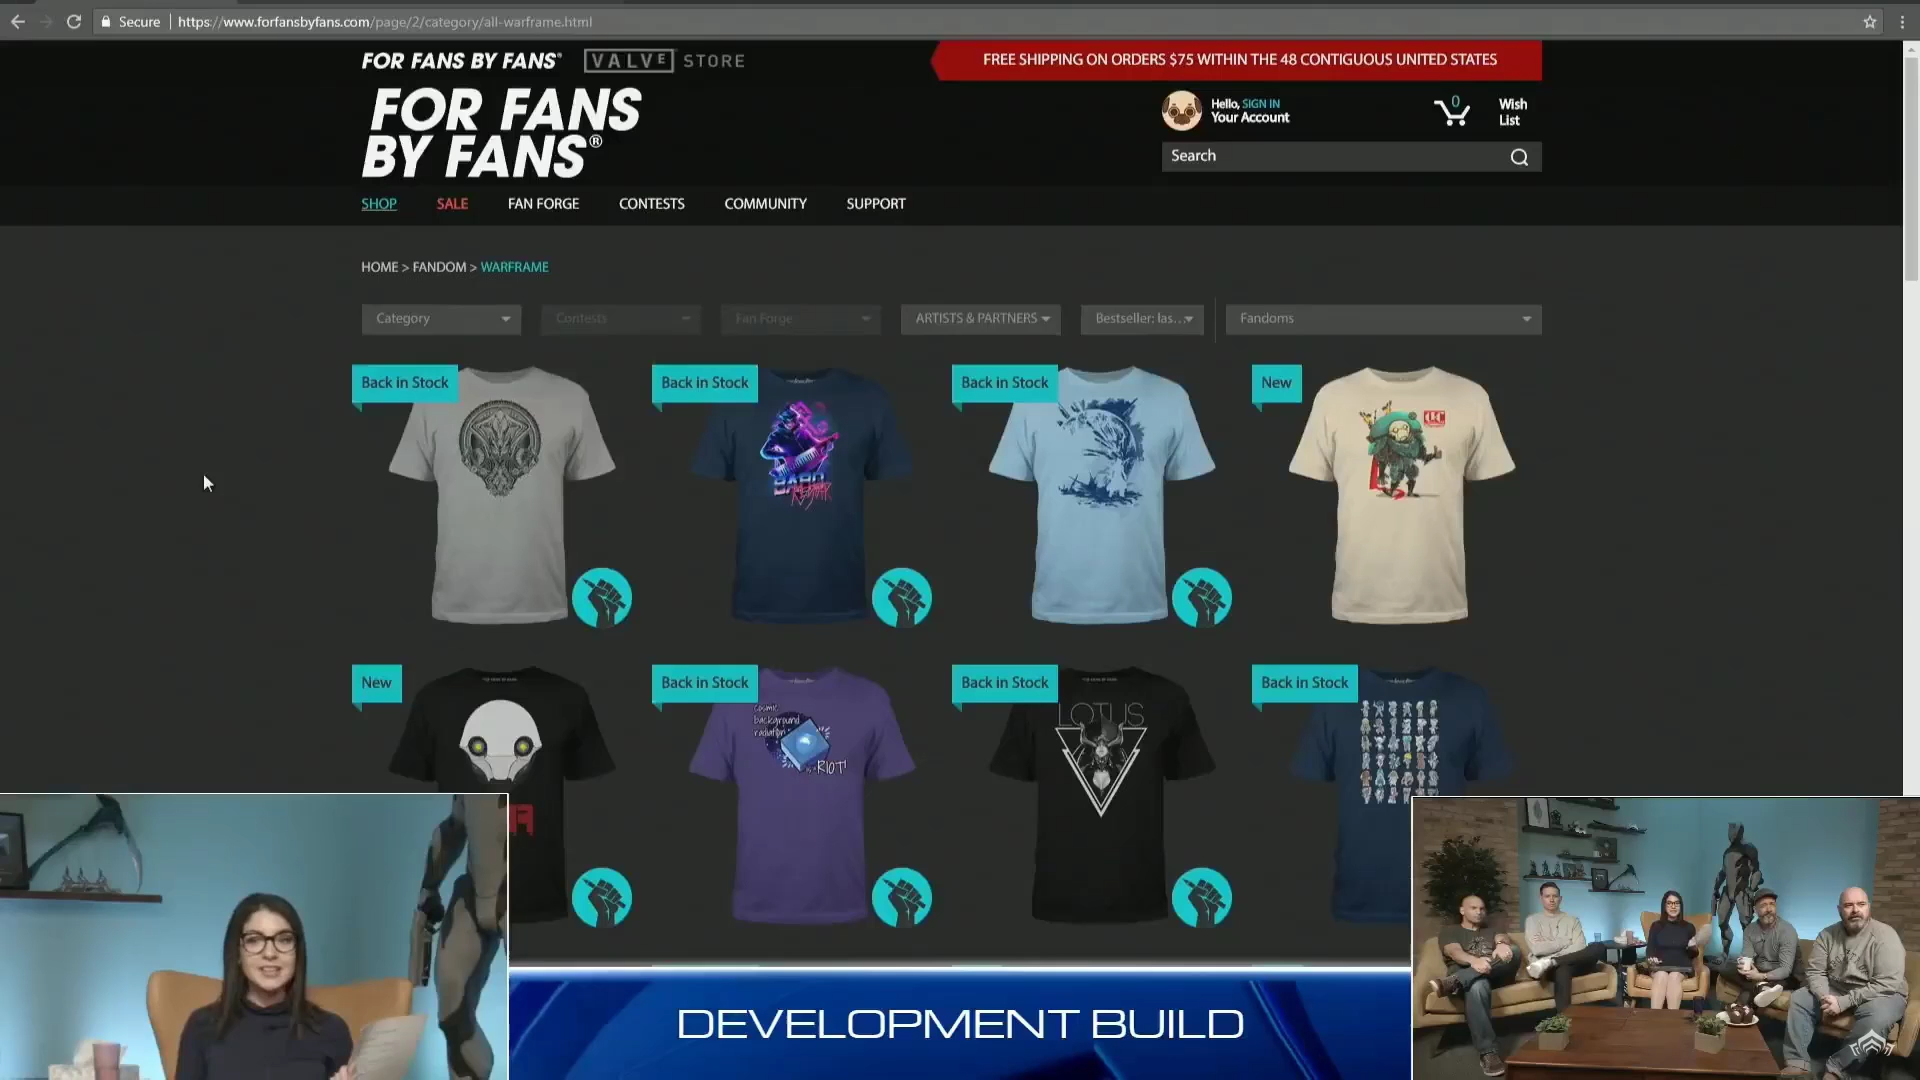 Secure
https://www.forfansbyfans.com/page/2/category/all-warframe.html
FOR FANS BY FANS®
VALVE STORE
FREE SHIPPING ON ORDERS $75 WITHIN THE 48 CONTIGUOUS UNITED STATES
FOR FANS
BY FANS®
Hello, SIGN IN
Your Account
0
Wish
List
Search
SHOP
SALE
FAN FORGE
CONTESTS
COMMUNITY
SUPPORT
HOME > FANDOM > WARFRAME
Category
Contests
Fan Forge
ARTISTS & PARTNERS
Bestseller: las...
Fandoms
Back in Stock
Back in Stock
Back in Stock
New
New
Back in Stock
Back in Stock
Back in Stock
cosmic
background
radiation
RIOT!
LOTUS
DEVELOPMENT BUILD